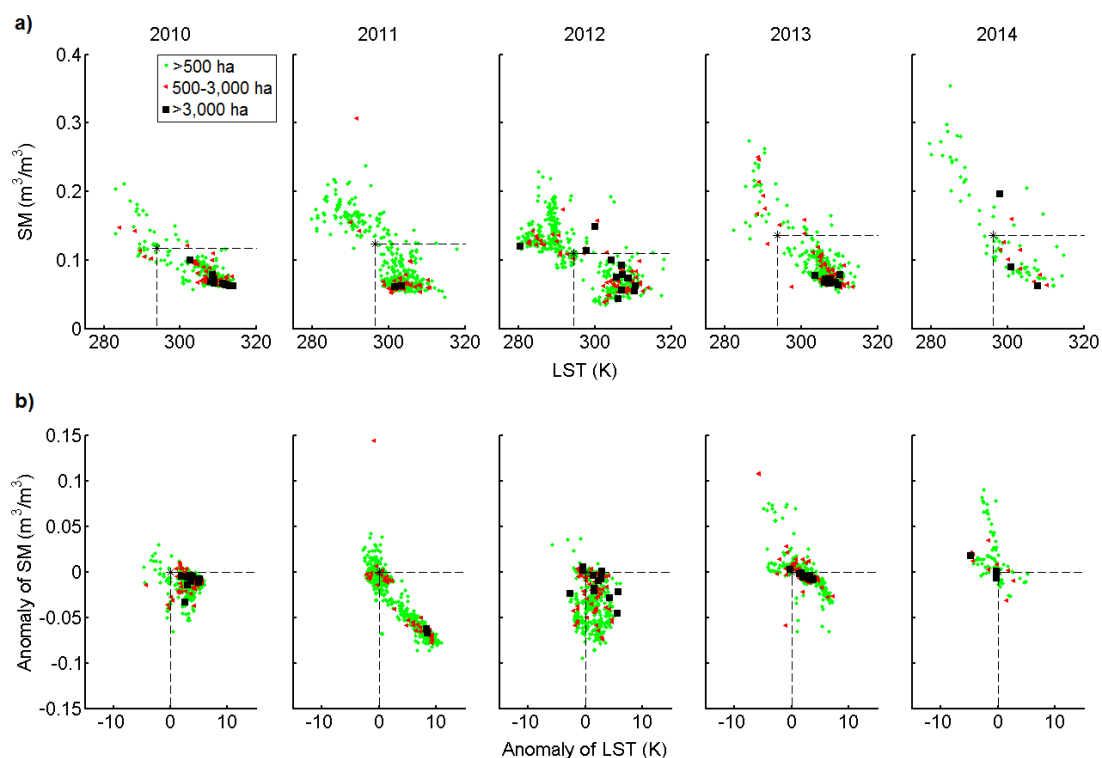 a)
2010 2011 2012 2013 2014
>500 ha
500-3,000 ha
>3,000 ha
SM (m³/m³)
0.4
0.3
0.2
0.1
0
280 300 320 280 300 320 280 300 320 280 300 320 280 300 320
LST (K)
b)
Anomaly of SM (m³/m³)
0.15
0.1
0.05
0
-0.05
-0.1
-0.15
-10 0 10 -10 0 10 -10 0 10 -10 0 10 -10 0 10
Anomaly of LST (K)